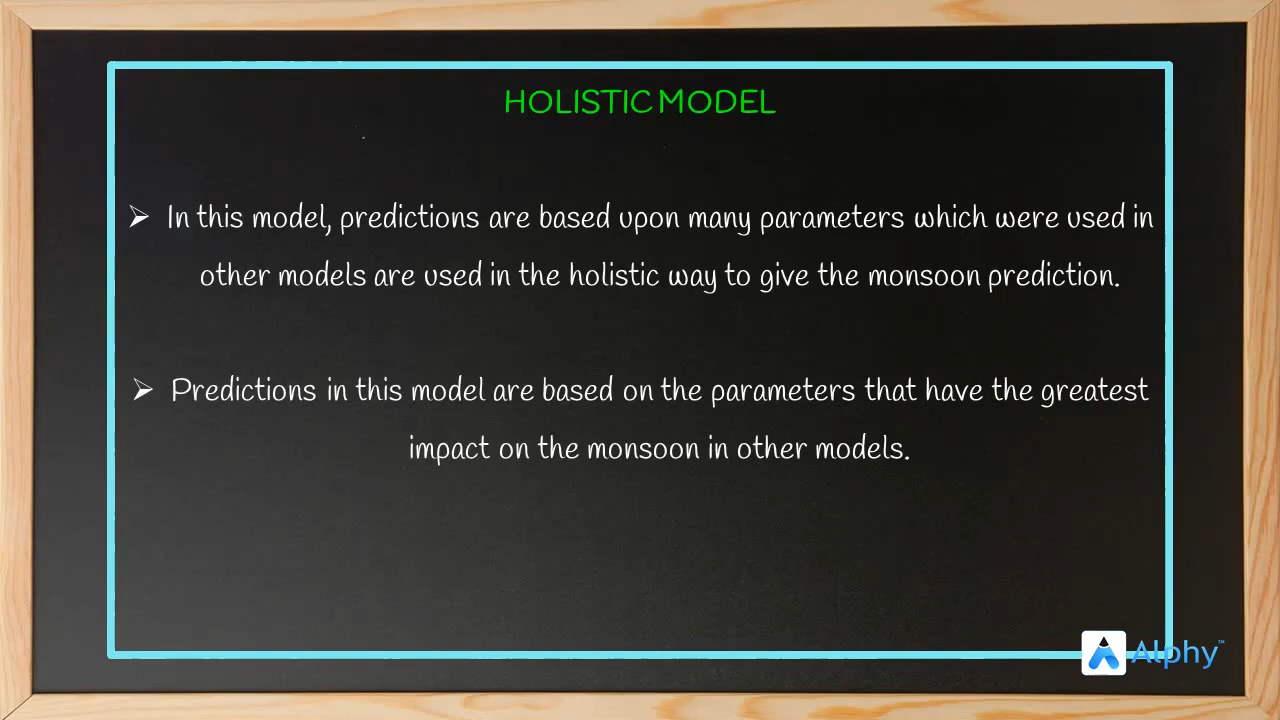 HOLISTIC MODEL
➢ In this model, predictions are based upon many parameters which were used in
other models are used in the holistic way to give the monsoon prediction.
➢ Predictions in this model are based on the parameters that have the greatest
impact on the monsoon in other models.
Alphy™